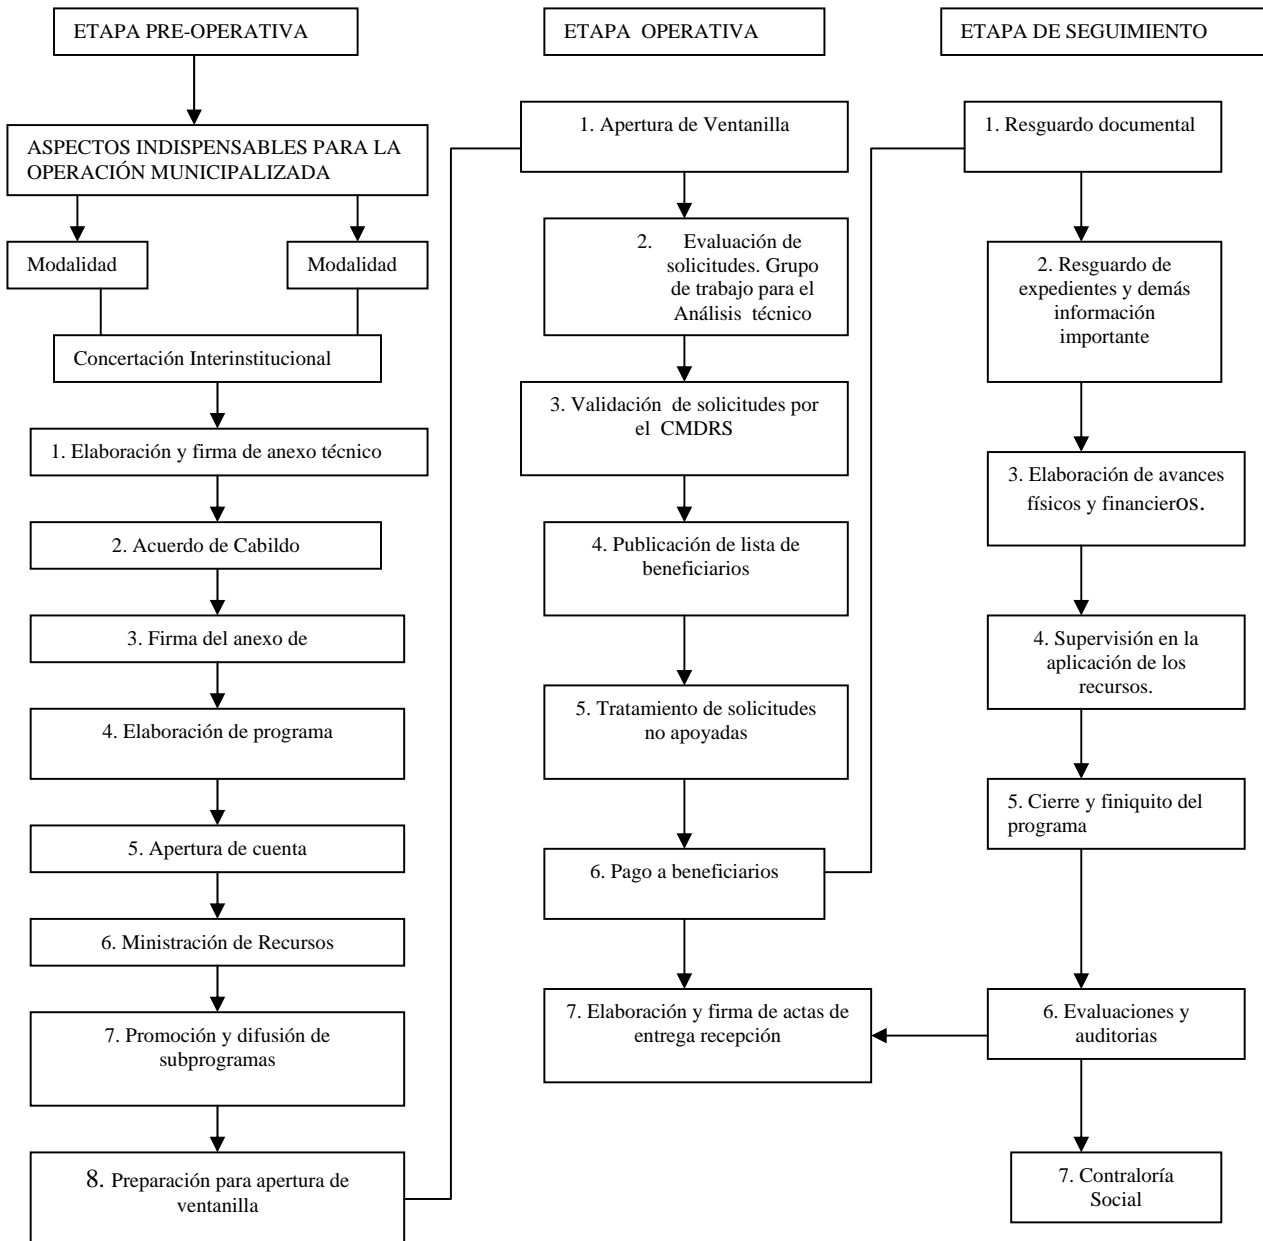 ETAPA PRE-OPERATIVA
ASPECTOS INDISPENSABLES PARA LA
OPERACIÓN MUNICIPALIZADA
Modalidad
Modalidad
Concertación Interinstitucional
1. Elaboración y firma de anexo técnico
2. Acuerdo de Cabildo
3. Firma del anexo de
4. Elaboración de programa
5. Apertura de cuenta
6. Ministración de Recursos
7. Promoción y difusión de
subprogramas
8. Preparación para apertura de
ventanilla
ETAPA OPERATIVA
1. Apertura de Ventanilla
2. Evaluación de
solicitudes. Grupo
de trabajo para el
Análisis técnico
3. Validación de solicitudes por
el CMDRS
4. Publicación de lista de
beneficiarios
5. Tratamiento de solicitudes
no apoyadas
6. Pago a beneficiarios
7. Elaboración y firma de actas de
entrega recepción
ETAPA DE SEGUIMIENTO
1. Resguardo documental
2. Resguardo de
expedientes y demás
información
importante
3. Elaboración de avances
físicos y financieros.
4. Supervisión en la
aplicación de los
recursos.
5. Cierre y finiquito del
programa
6. Evaluaciones y
auditorias
7. Contraloría
Social